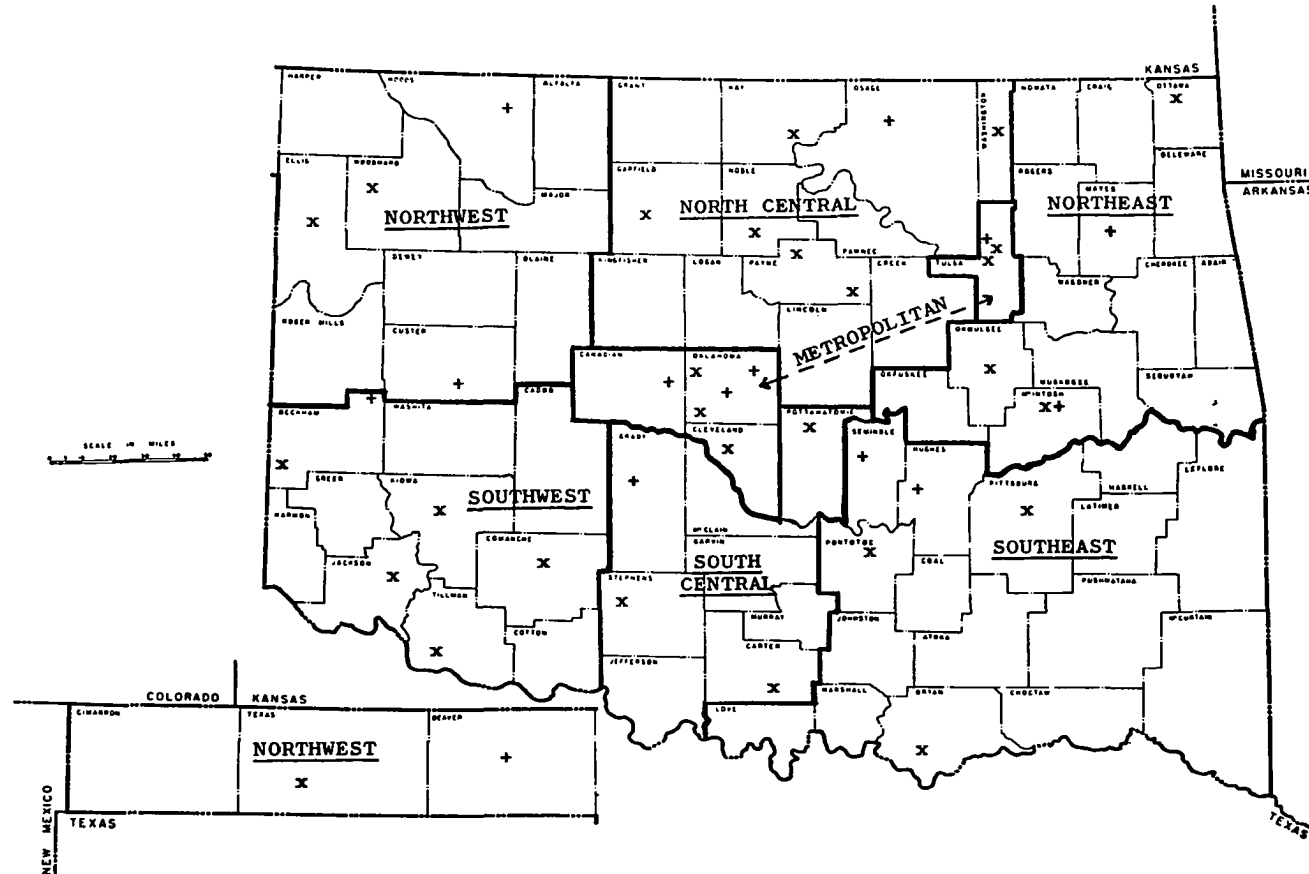 KANSAS
HARPER
WOODS
ALFALFA
GRANT
KAY
OSAGE
WASHINGTON
NOWATA
CRAIG
OTTAWA
ELLIS
WOODWARD
MAJOR
GARFIELD
NOBLE
ROGERS
MAYES
DELEWARE
MISSOURI
ARKANSAS
NORTHWEST
NORTH CENTRAL
NORTHEAST
DEWEY
BLAINE
KINGFISHER
LOGAN
PAYNE
PAWNEE
CREEK
TULSA
WAGONER
CHEROKEE
ADAIR
ROGER MILLS
CUSTER
LINCOLN
METROPOLITAN
OKMULGEE
CANADIAN
OKLAHOMA
OKFUSKEE
MUSKOGEE
SEQUOYAH
McINTOSH
BECKHAM
WASHITA
CADDO
POTTAWATOMIE
SCALE IN MILES
GRADY
CLEVELAND
SEMINOLE
HUGHES
GREER
KIOWA
SOUTHWEST
PITTSBURG
HASKELL
LEFLORE
LATIMER
HARMON
COMANCHE
McCLAIN
GARVIN
PONTOTOC
SOUTHEAST
JACKSON
SOUTH
CENTRAL
COAL
TILLMAN
STEPHENS
PUSHMATAHA
MURRAY
JOHNSTON
McCURTAIN
COTTON
CARTER
ATOKA
JEFFERSON
MARSHALL
BRYAN
CHOCTAW
LOVE
COLORADO
KANSAS
CIMARRON
TEXAS
BEAVER
NORTHWEST
NEW MEXICO
TEXAS
TEXAS